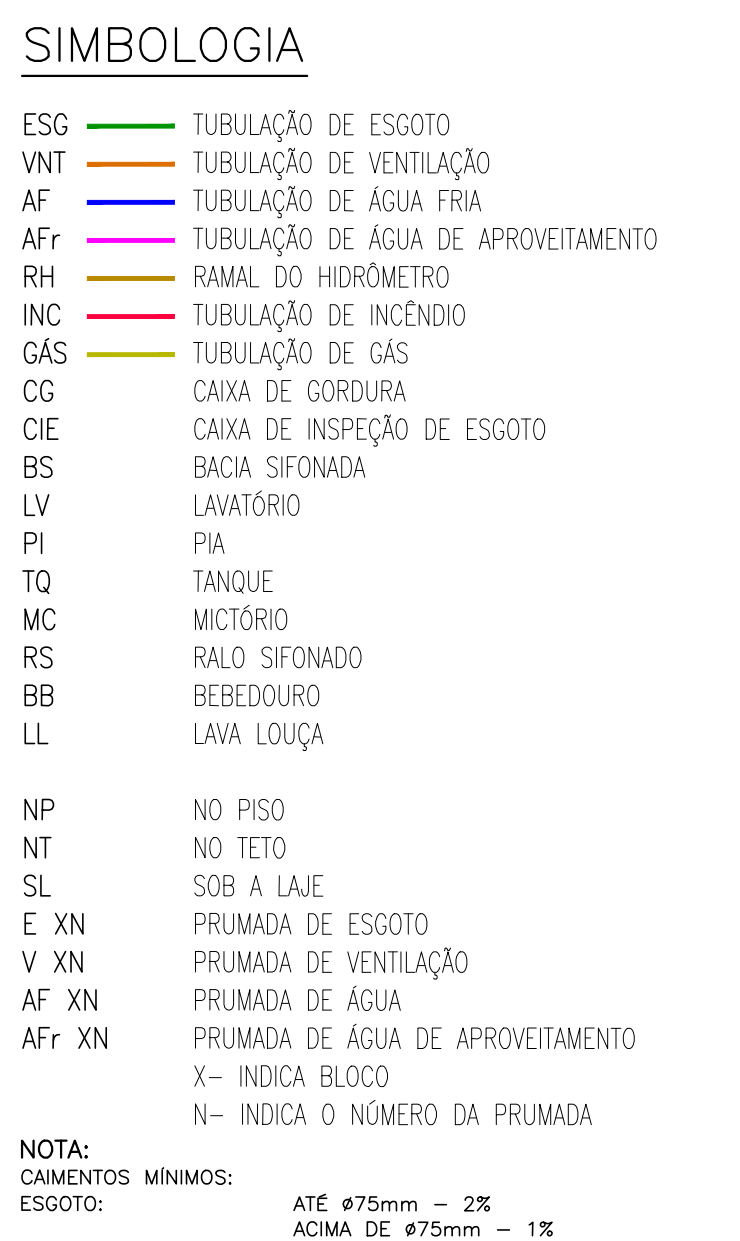 SIMBOLOGIA
ESG TUBULAÇÃO DE ESGOTO
VNT TUBULAÇÃO DE VENTILAÇÃO
AF TUBULAÇÃO DE ÁGUA FRIA
AFr TUBULAÇÃO DE ÁGUA DE APROVEITAMENTO
RH RAMAL DO HIDRÔMETRO
INC TUBULAÇÃO DE INCÊNDIO
GÁS TUBULAÇÃO DE GÁS
CG CAIXA DE GORDURA
CIE CAIXA DE INSPEÇÃO DE ESGOTO
BS BACIA SIFONADA
LV LAVATÓRIO
PI PIA
TQ TANQUE
MC MICTÓRIO
RS RALO SIFONADO
BB BEBEDOURO
LL LAVA LOUÇA
NP NO PISO
NT NO TETO
SL SOB A LAJE
E XN PRUMADA DE ESGOTO
V XN PRUMADA DE VENTILAÇÃO
AF XN PRUMADA DE ÁGUA
AFr XN PRUMADA DE ÁGUA DE APROVEITAMENTO
X– INDICA BLOCO
N– INDICA O NÚMERO DA PRUMADA
NOTA:
CAIMENTOS MÍNIMOS:
ESGOTO: ATÉ ø75mm – 2%
ACIMA DE ø75mm – 1%